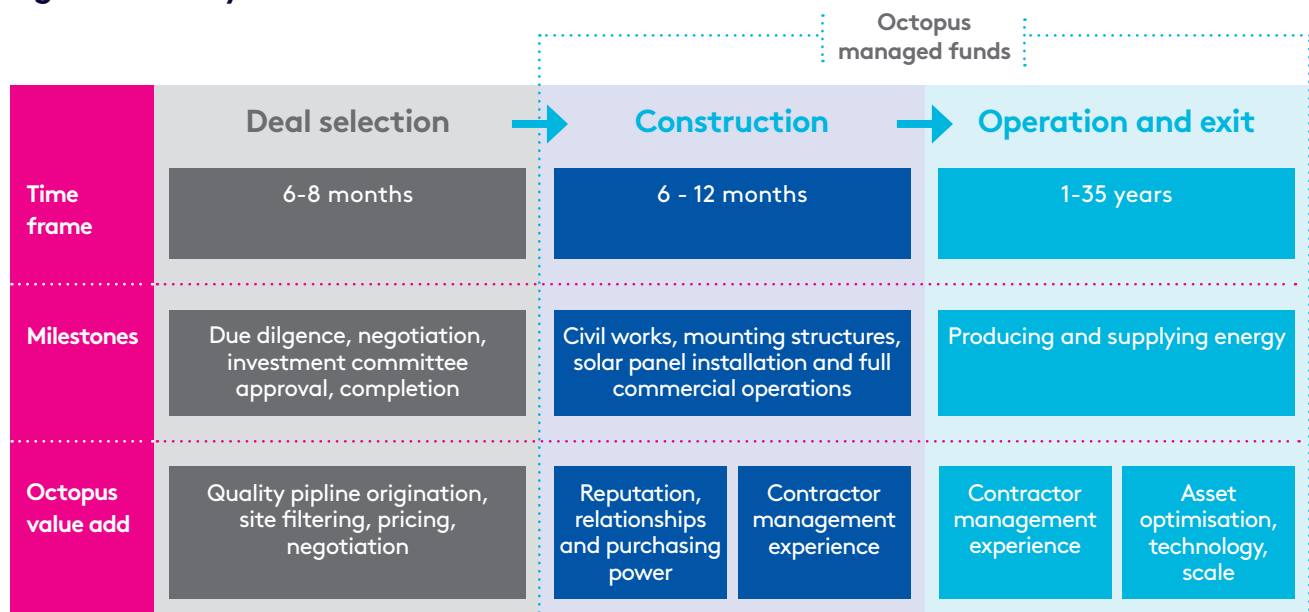 Octopus
managed funds
Deal selection
Construction
Operation and exit
Time
frame
6-8 months
6 - 12 months
1-35 years
Milestones
Due dilgence, negotiation,
investment committee
approval, completion
Civil works, mounting structures,
solar panel installation and full
commercial operations
Producing and supplying energy
Octopus
value add
Quality pipline origination,
site filtering, pricing,
negotiation
Reputation,
relationships
and purchasing
power
Contractor
management
experience
Contractor
management
experience
Asset
optimisation,
technology,
scale